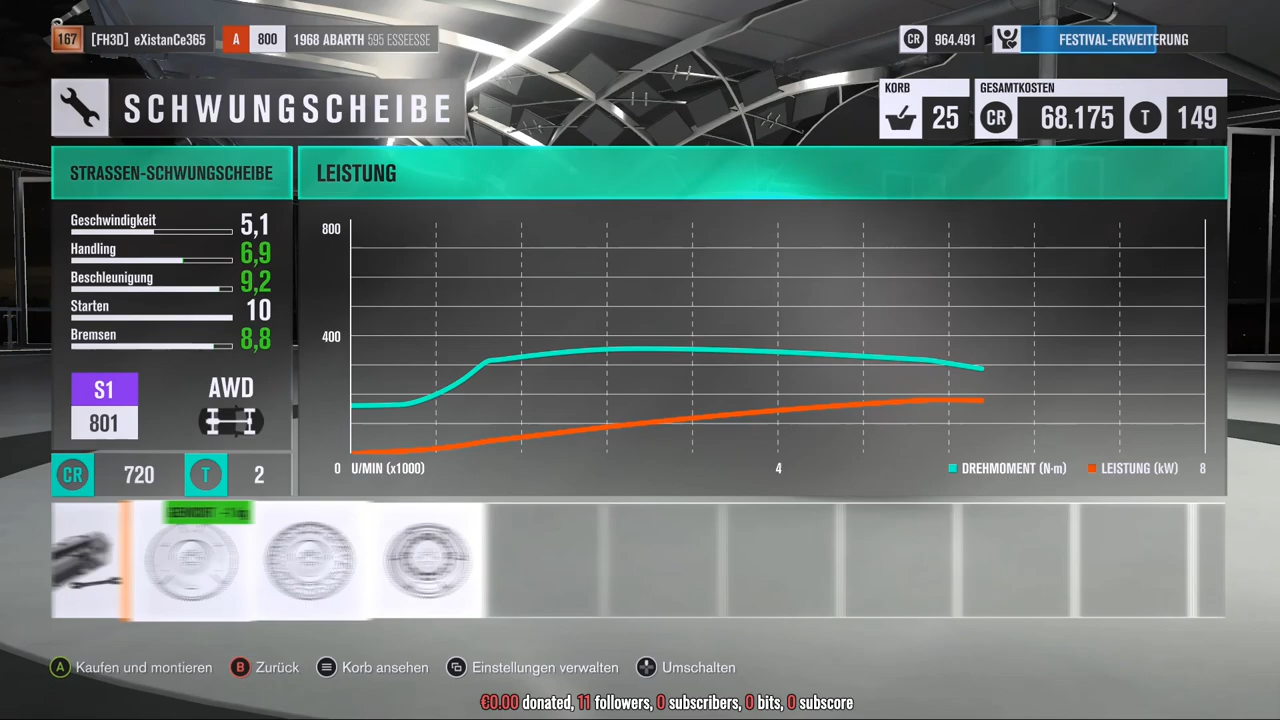 167 [FH3D] eXistanCe365 A 800 1968 ABARTH 595 ESSEESSE
CR 964.491 FESTIVAL-ERWEITERUNG
SCHWUNGSCHEIBE
KORB
25
GESAMTKOSTEN
CR 68.175 T 149
STRASSEN-SCHWUNGSCHEIBE
Geschwindigkeit 5,1
Handling 6,9
Beschleunigung 9,2
Starten 10
Bremsen 8,8
S1
801
AWD
CR 720 T 2
LEISTUNG
800
400
0 U/MIN (x1000) 4 DREHMOMENT (N·m) LEISTUNG (kW) 8
A Kaufen und montieren B Zurück Korb ansehen Einstellungen verwalten Umschalten
€0.00 donated, 11 followers, 0 subscribers, 0 bits, 0 subscore